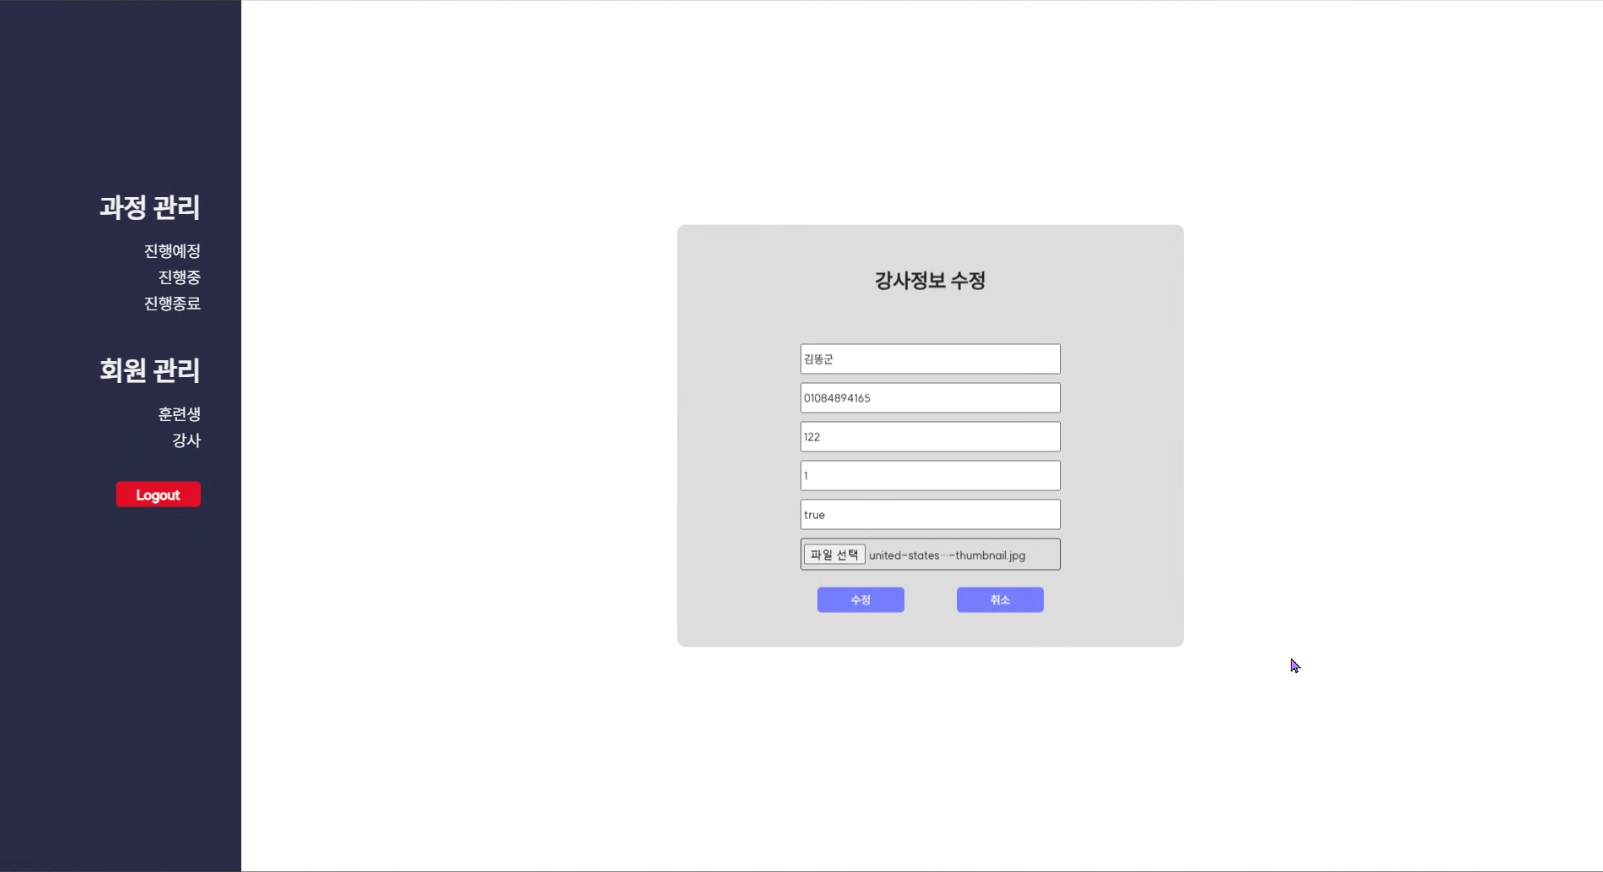 과정 관리
진행예정
진행중
진행종료
회원 관리
훈련생
강사
Logout
강사정보 수정
김똥군
01084894165
122
1
true
파일 선택 united-states…-thumbnail.jpg
수정 취소